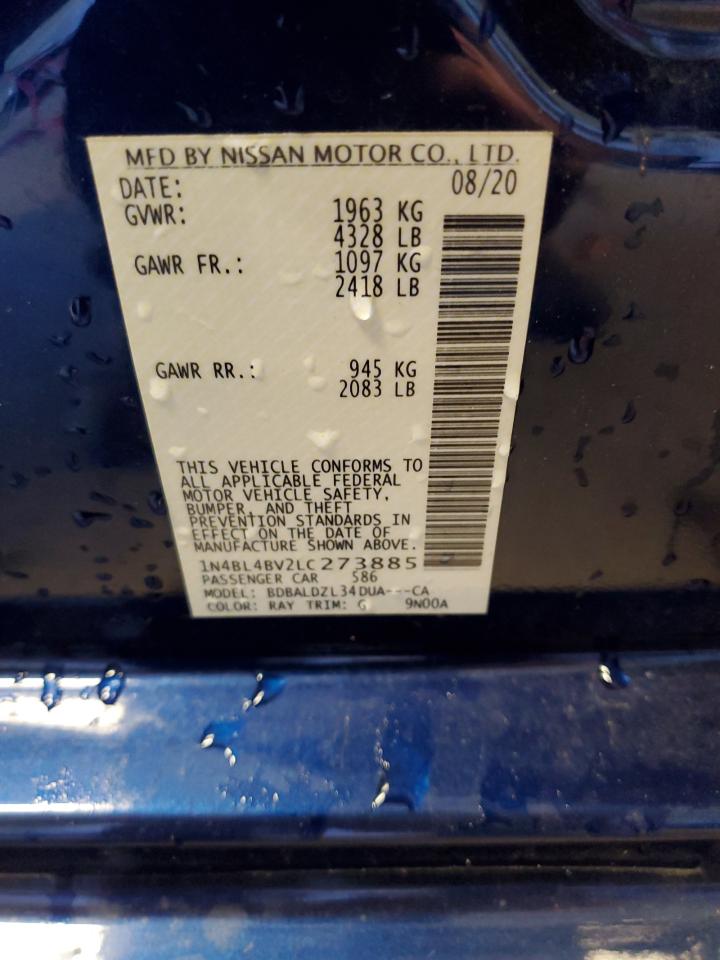 MFD BY NISSAN MOTOR CO., LTD.
DATE: 08/20
GVWR: 1963 KG
4328 LB
GAWR FR.: 1097 KG
2418 LB
GAWR RR.: 945 KG
2083 LB
THIS VEHICLE CONFORMS TO
ALL APPLICABLE FEDERAL
MOTOR VEHICLE SAFETY,
BUMPER, AND THEFT
PREVENTION STANDARDS IN
EFFECT ON THE DATE OF
MANUFACTURE SHOWN ABOVE.
1N4BL4BV2LC273885
PASSENGER CAR S86
MODEL: BDBALDZL34DUA---CA
COLOR: RAY TRIM: G 9N00A